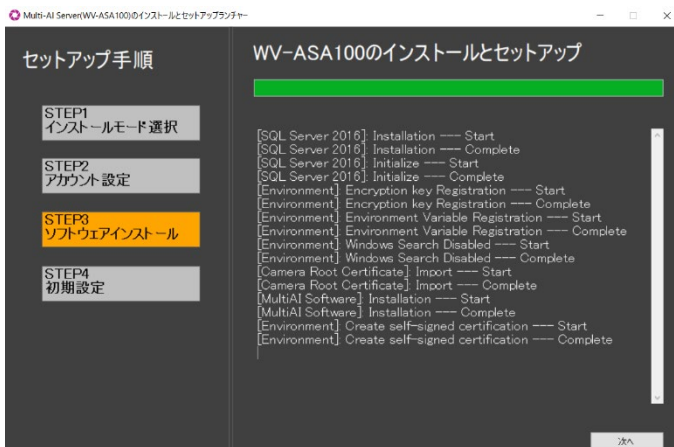 Multi-AI Server(WV-ASA100)のインストールとセットアップランチャー
セットアップ手順
STEP1
インストールモード選択
STEP2
アカウント設定
STEP3
ソフトウェアインストール
STEP4
初期設定
WV-ASA100のインストールとセットアップ
[SQL Server 2016]: Installation --- Start
[SQL Server 2016]: Installation --- Complete
[SQL Server 2016]: Initialize --- Start
[SQL Server 2016]: Initialize --- Complete
[Environment]: Encryption key Registration --- Start
[Environment]: Encryption key Registration --- Complete
[Environment]: Environment Variable Registration --- Start
[Environment]: Environment Variable Registration --- Complete
[Environment]: Windows Search Disabled --- Start
[Environment]: Windows Search Disabled --- Complete
[Camera Root Certificate]: Import --- Start
[Camera Root Certificate]: Import --- Complete
[MultiAI Software]: Installation --- Start
[MultiAI Software]: Installation --- Complete
[Environment]: Create self-signed certification --- Start
[Environment]: Create self-signed certification --- Complete
次へ